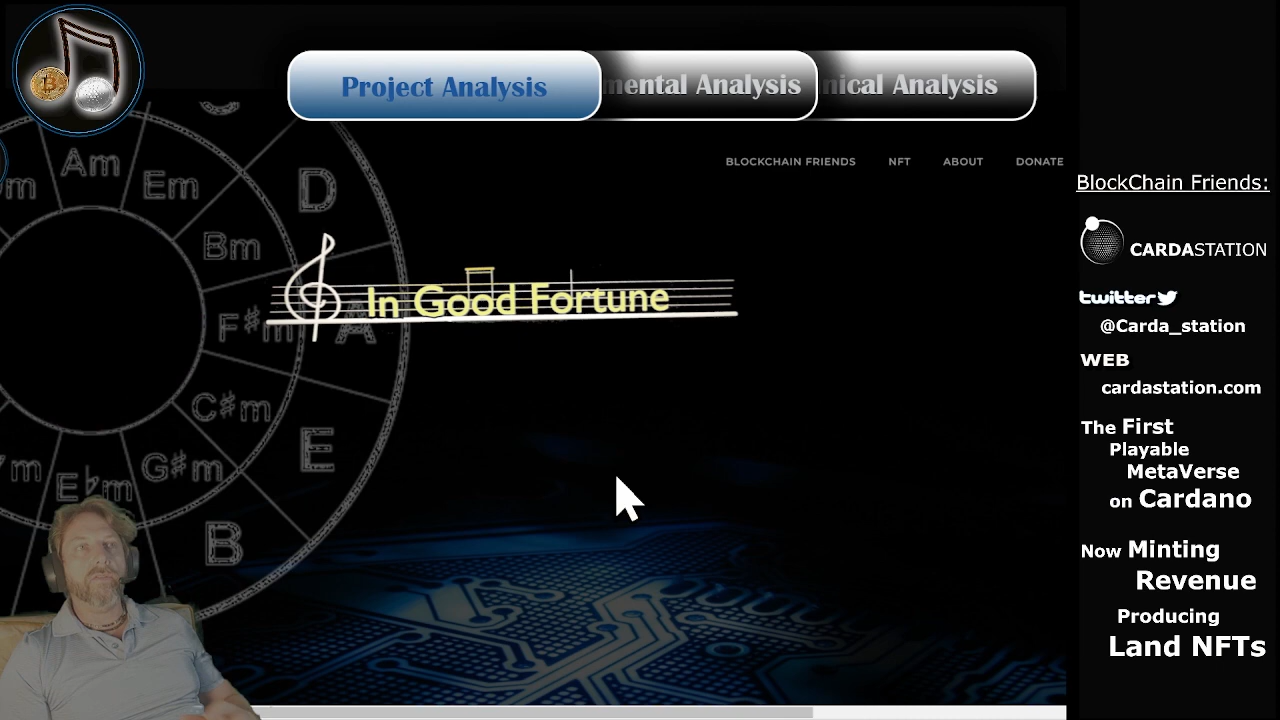 Project Analysis
mental Analysis
nical Analysis
BLOCKCHAIN FRIENDS NFT ABOUT DONATE
Am
Em
D
Bm
F#m
A
C#m
E
G#m
E♭m
B
In Good Fortune
BlockChain Friends:
CARDASTATION
twitter
@Carda_station
WEB
cardastation.com
The First
Playable
MetaVerse
on Cardano
Now Minting
Revenue
Producing
Land NFTs